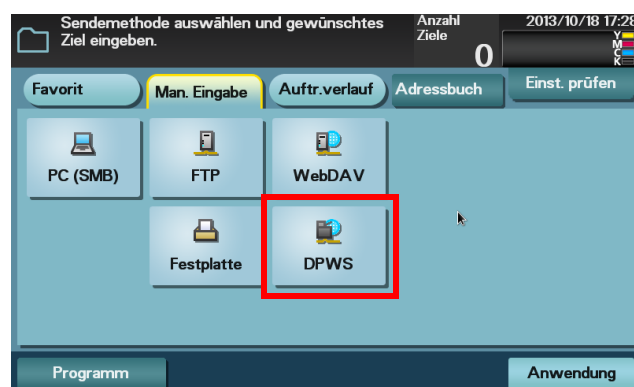 Sendemethode auswählen und gewünschtes
Ziel eingeben.
Anzahl
Ziele
0
2013/10/18 17:28
Y
M
C
K
Favorit
Man. Eingabe
Auftr.verlauf
Adressbuch
Einst. prüfen
PC (SMB)
FTP
WebDAV
Festplatte
DPWS
Programm
Anwendung